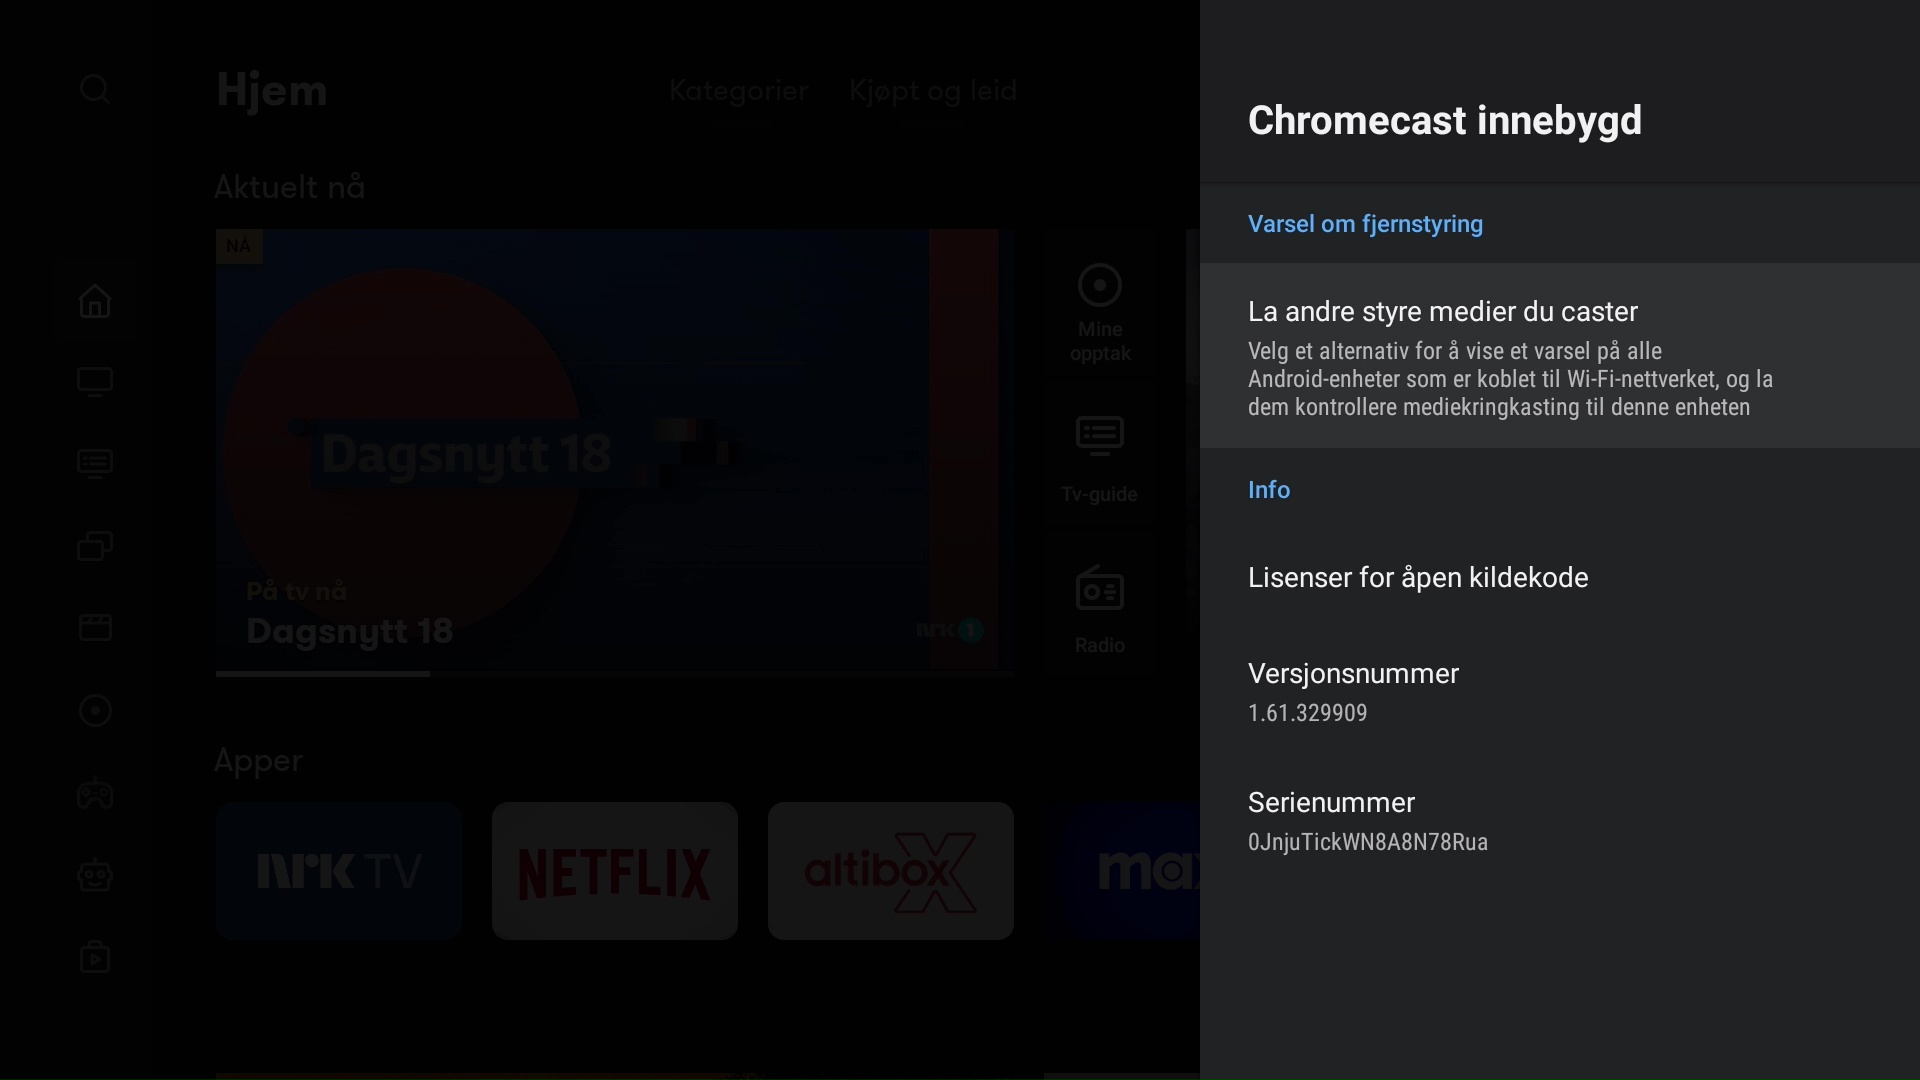 Hjem
Kategorier
Kjøpt og leid
Aktuelt nå
NÅ
Dagsnytt 18
På tv nå
Dagsnytt 18
NRK 1
Mine
opptak
Tv-guide
Radio
Apper
NRK TV
NETFLIX
altibox
Chromecast innebygd
Varsel om fjernstyring
La andre styre medier du caster
Velg et alternativ for å vise et varsel på alle
Android-enheter som er koblet til Wi-Fi-nettverket, og la
dem kontrollere mediekringkasting til denne enheten
Info
Lisenser for åpen kildekode
Versjonsnummer
1.61.329909
Serienummer
0JnjuTickWN8A8N78Rua